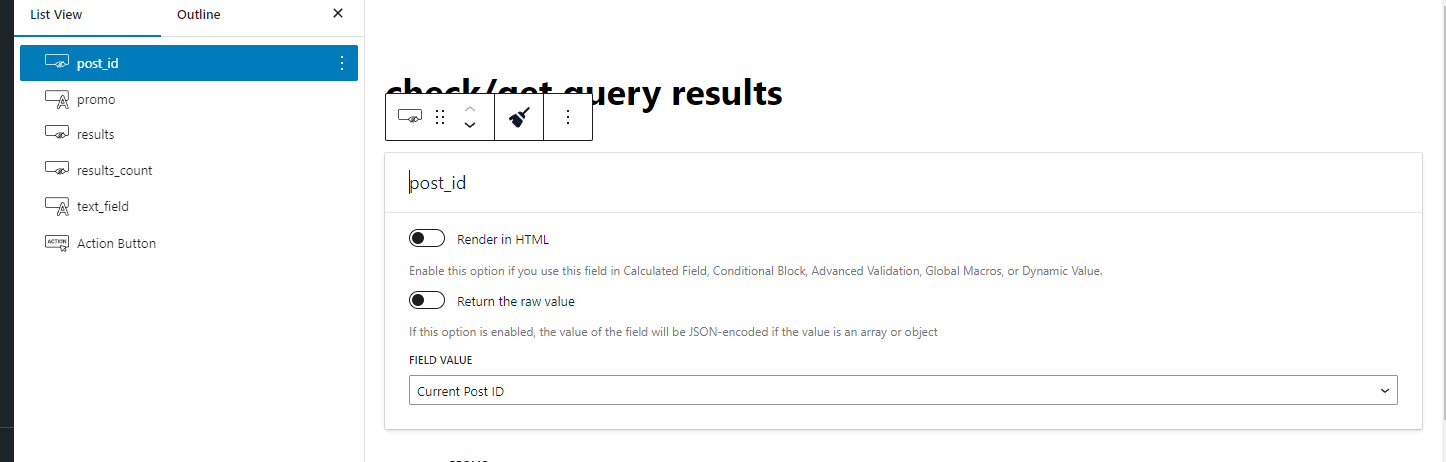 List View
Outline
post_id
promo
results
results_count
text_field
ACTION
Action Button
check/get query results
post_id
Render in HTML
Enable this option if you use this field in Calculated Field, Conditional Block, Advanced Validation, Global Macros, or Dynamic Value.
Return the raw value
If this option is enabled, the value of the field will be JSON-encoded if the value is an array or object
FIELD VALUE
Current Post ID